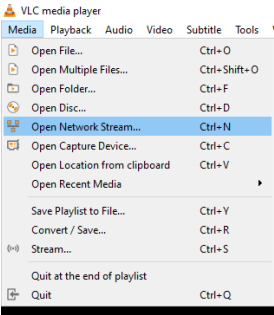 VLC media player
Media Playback Audio Video Subtitle Tools
Open File... Ctrl+O
Open Multiple Files... Ctrl+Shift+O
Open Folder... Ctrl+F
Open Disc... Ctrl+D
Open Network Stream... Ctrl+N
Open Capture Device... Ctrl+C
Open Location from clipboard Ctrl+V
Open Recent Media
Save Playlist to File... Ctrl+Y
Convert / Save... Ctrl+R
Stream... Ctrl+S
Quit at the end of playlist
Quit Ctrl+Q